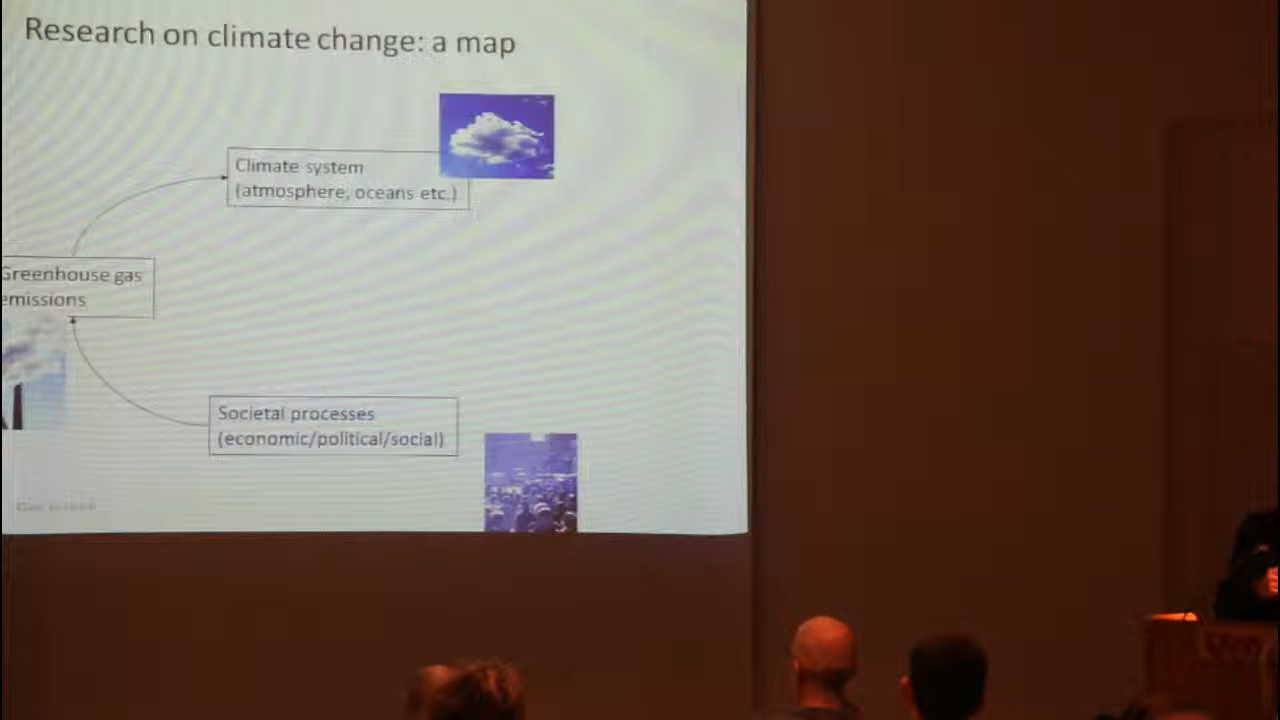 Research on climate change: a map
Climate system
(atmosphere, oceans etc.)
Greenhouse gas
emissions
Societal processes
(economic/political/social)